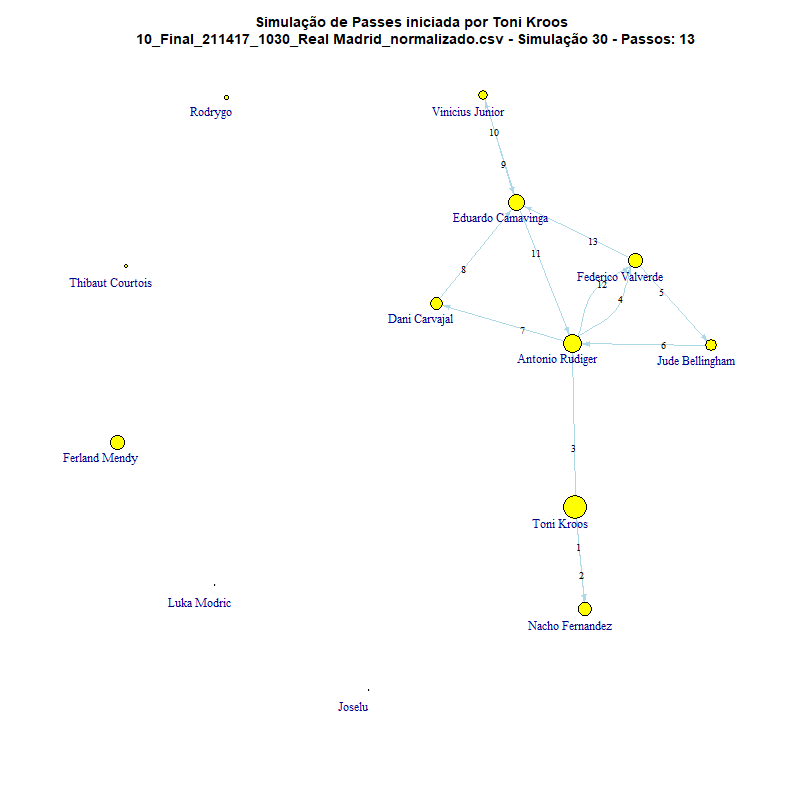 Simulação de Passes iniciada por Toni Kroos
10_Final_211417_1030_Real Madrid_normalizado.csv - Simulação 30 - Passos: 13
Rodrygo
Vinicius Junior
10
9
Eduardo Camavinga
13
11
Thibaut Courtois
8
Federico Valverde
12
5
4
Dani Carvajal
7
6
Antonio Rudiger
Jude Bellingham
3
Ferland Mendy
Toni Kroos
1
2
Luka Modric
Nacho Fernandez
Joselu